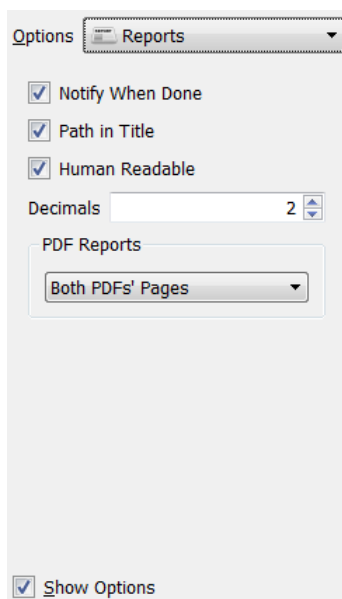 Options Reports
Notify When Done
Path in Title
Human Readable
Decimals 2
PDF Reports
Both PDFs' Pages
Show Options